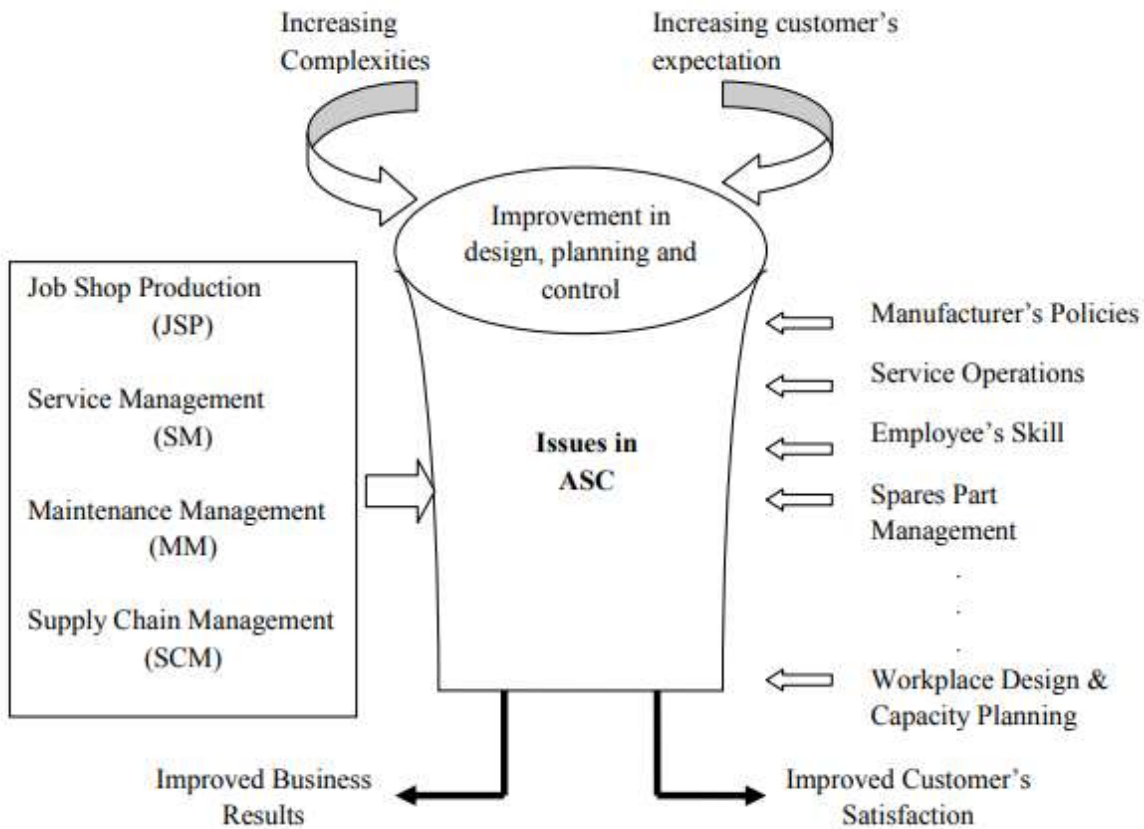 Increasing
Complexities
Increasing customer's
expectation
Improvement in
design, planning and
control
Job Shop Production
(JSP)
Service Management
(SM)
Maintenance Management
(MM)
Supply Chain Management
(SCM)
Issues in
ASC
Manufacturer's Policies
Service Operations
Employee's Skill
Spares Part
Management
.
.
.
Workplace Design &
Capacity Planning
Improved Business
Results
Improved Customer's
Satisfaction